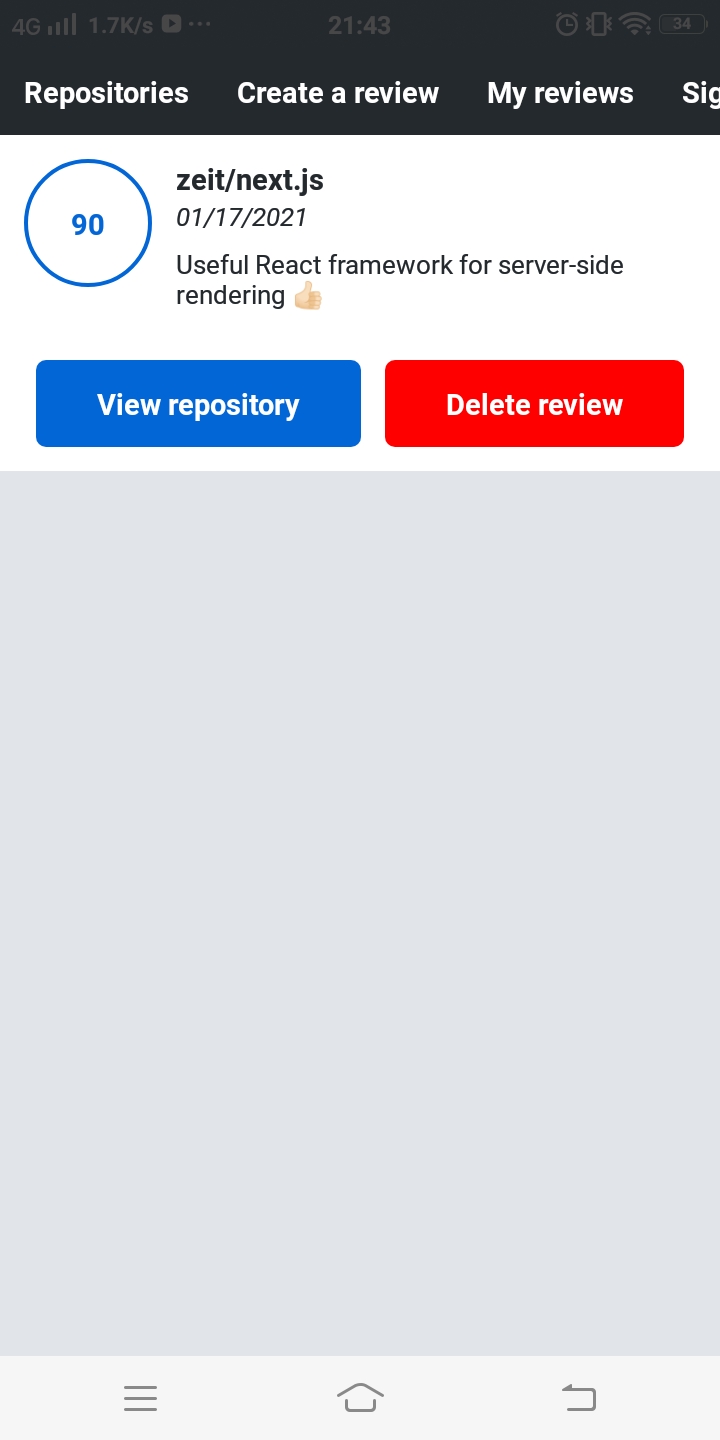 4G 1.7K/s ... 21:43 34
Repositories Create a review My reviews Sig
90
zeit/next.js
01/17/2021
Useful React framework for server-side
rendering 👍🏻
View repository Delete review